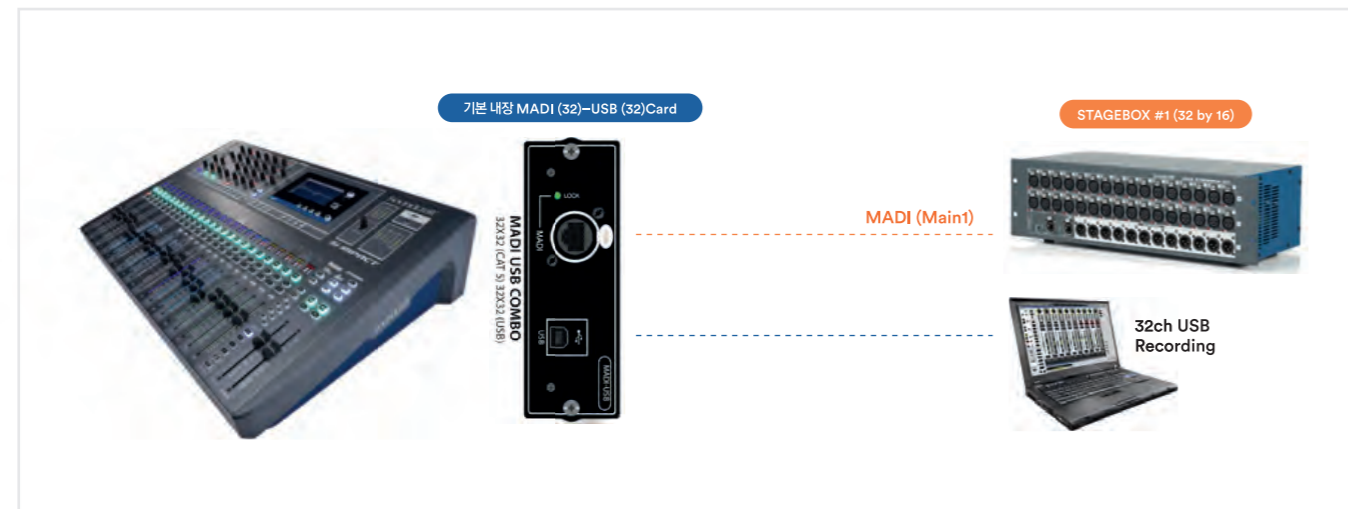 기본 내장 MADI (32)–USB (32)Card
STAGEBOX #1 (32 by 16)
LOCK
MADI
MADI USB COMBO
32X32 (CAT 5) 32X32 (USB)
USB
MADI-USB
MADI (Main1)
32ch USB
Recording